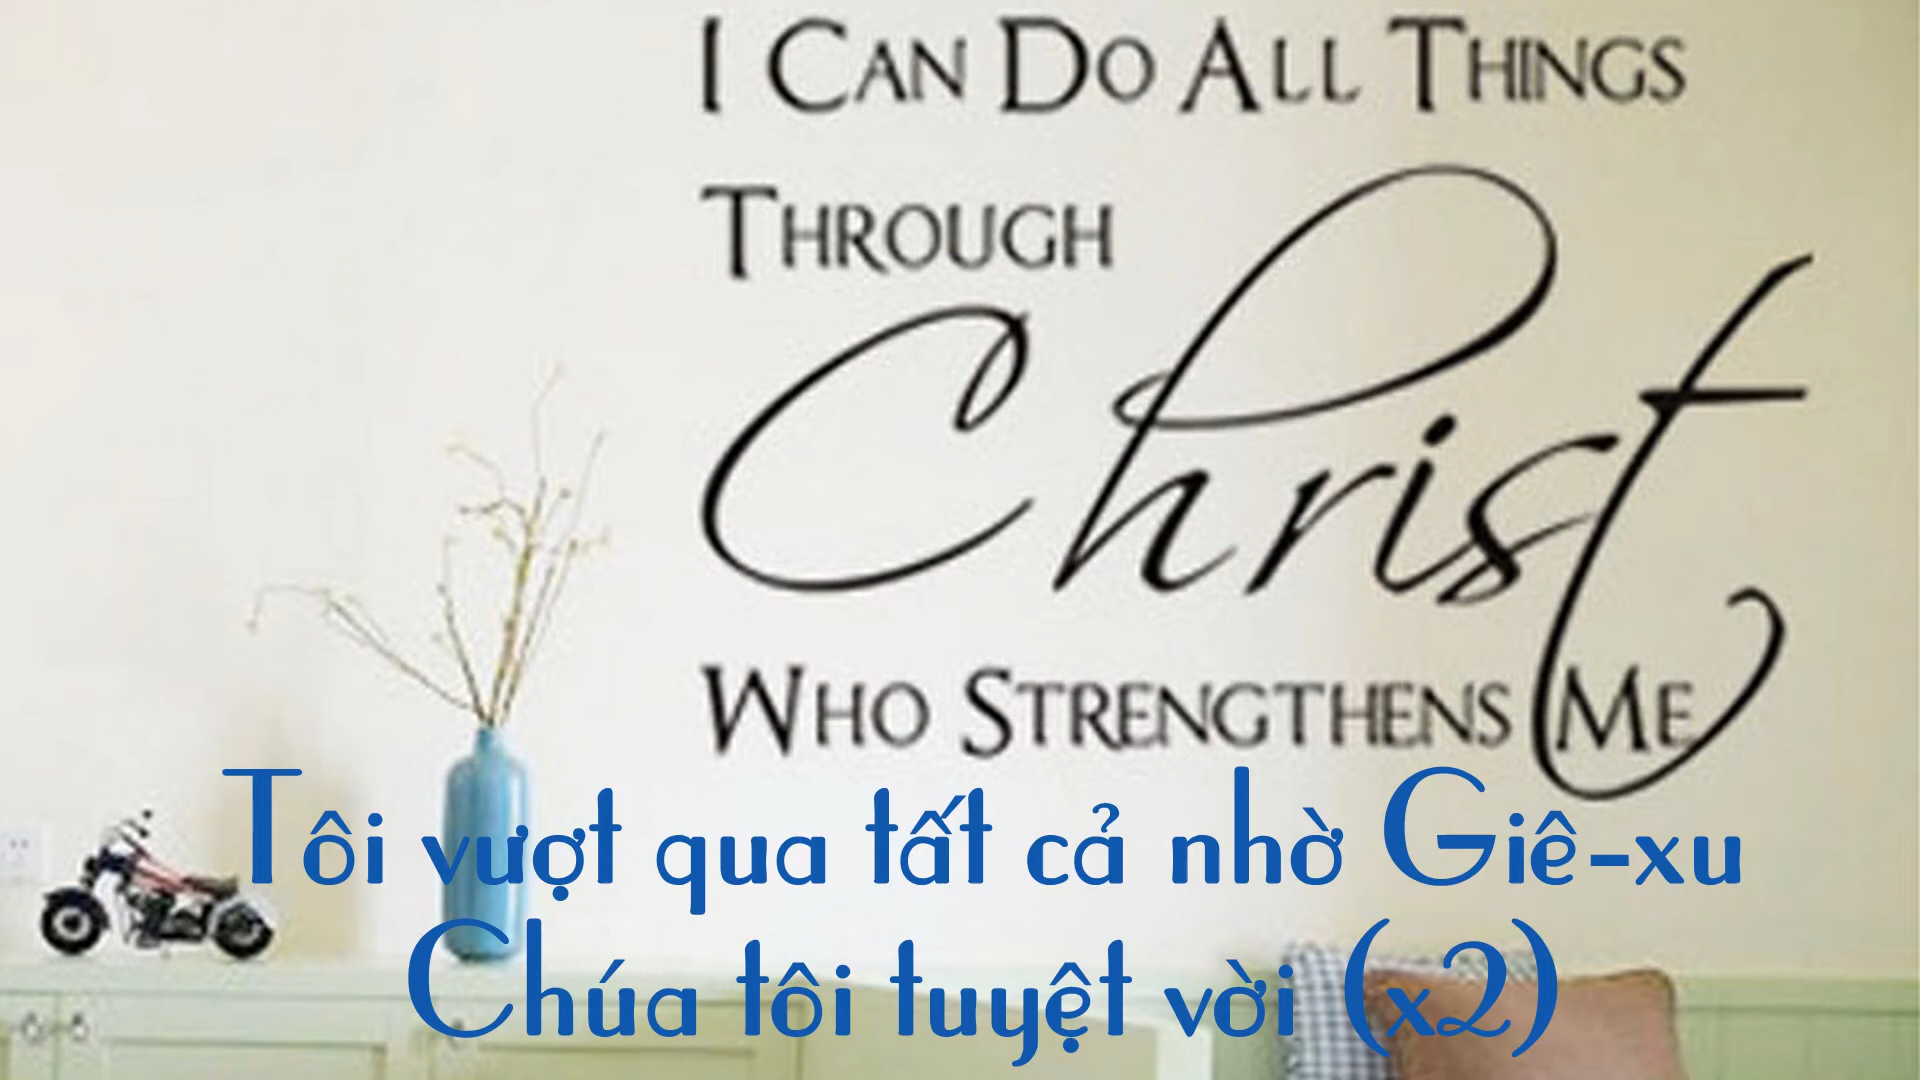 I CAN DO ALL THINGS
THROUGH
Christ
WHO STRENGTHENS ME
Tôi vượt qua tất cả nhờ Giê-xu
Chúa tôi tuyệt vời (x2)